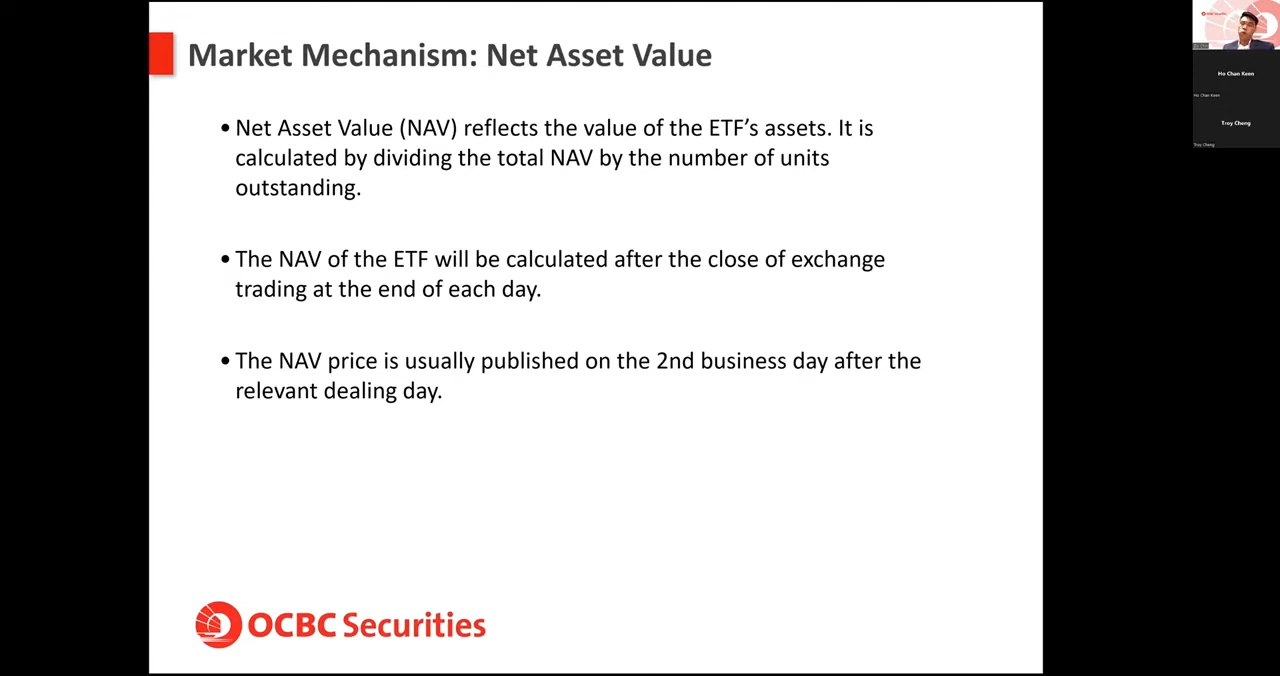 Market Mechanism: Net Asset Value
• Net Asset Value (NAV) reflects the value of the ETF’s assets. It is
calculated by dividing the total NAV by the number of units
outstanding.
• The NAV of the ETF will be calculated after the close of exchange
trading at the end of each day.
• The NAV price is usually published on the 2nd business day after the
relevant dealing day.
OCBC Securities
Ho Chan Keen
Ho Chan Keen
Troy Cheng
Troy Cheng